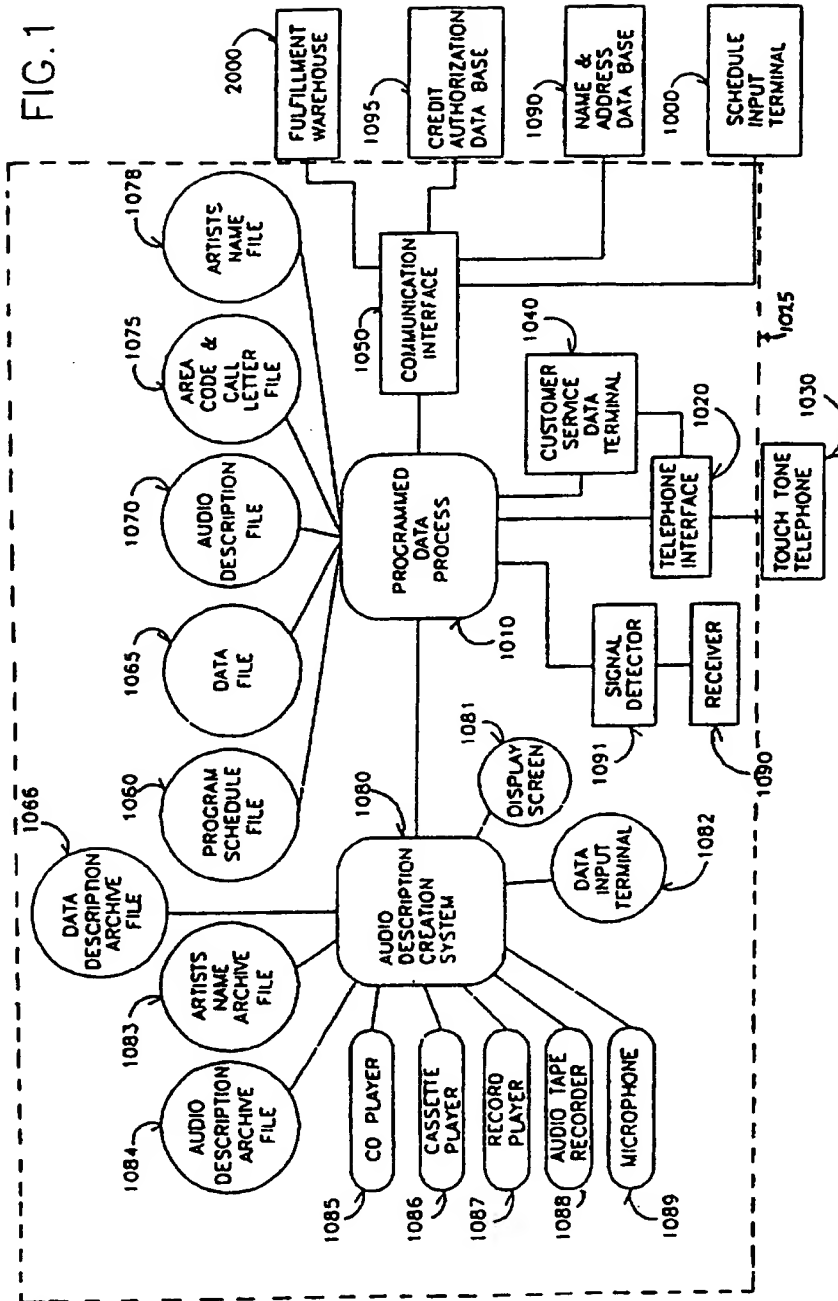 FIG.1
2000
FULFILLMENT
WAREHOUSE
1095
CREDIT
AUTHORIZATION
DATA BASE
1090
NAME &
ADDRESS
DATA BASE
1000
SCHEDULE
INPUT
TERMINAL
1078
ARTISTS
NAME
FILE
1075
AREA
CODE &
CALL
LETTER
FILE
1070
AUDIO
DESCRIPTION
FILE
1065
DATA
FILE
1060
PROGRAM
SCHEDULE
FILE
1066
DATA
DESCRIPTION
ARCHIVE
FILE
1083
ARTISTS
NAME
ARCHIVE
FILE
1084
AUDIO
DESCRIPTION
ARCHIVE
FILE
1050
COMMUNICATION
INTERFACE
PROGRAMMED
DATA
PROCESS
1010
1040
CUSTOMER
SERVICE
DATA
TERMINAL
1020
TELEPHONE
INTERFACE
1025
1030
TOUCH TONE
TELEPHONE
SIGNAL
DETECTOR
1091
RECEIVER
1090
1080
AUDIO
DESCRIPTION
CREATION
SYSTEM
1081
DISPLAY
SCREEN
DATA
INPUT
TERMINAL
1082
CD PLAYER
1085
CASSETTE
PLAYER
1086
RECORD
PLAYER
1087
AUDIO TAPE
RECORDER
1088
MICROPHONE
1089